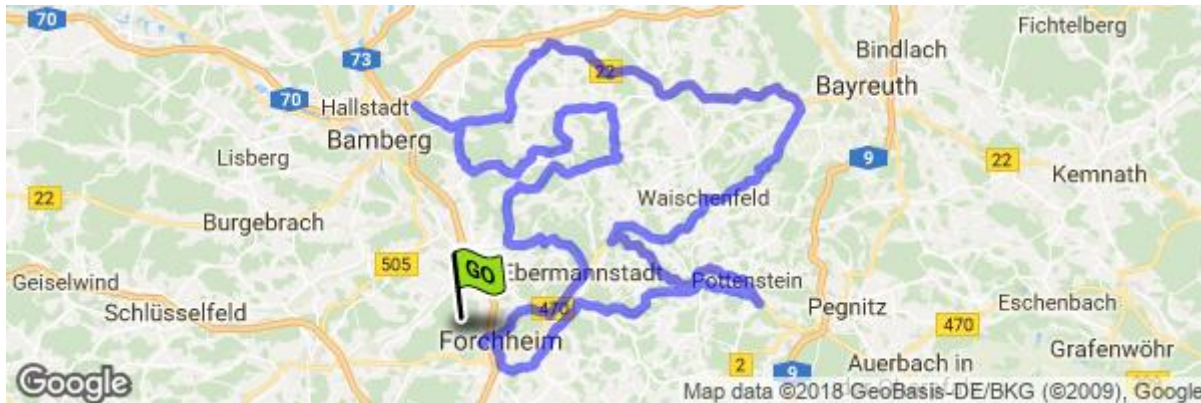 70
Fichtelberg
Bindlach
73
22
Bayreuth
70
Hallstadt
Bamberg
9
Lisberg
22
Kemnath
22
Waischenfeld
Burgebrach
505
GO
Ebermannstadt
Geiselwind
Pottenstein
Schlüsselfeld
470
Pegnitz
Eschenbach
470
Forchheim
2
9
Auerbach in
Grafenwöhr
Google
Map data ©2018 GeoBasis-DE/BKG (©2009), Google